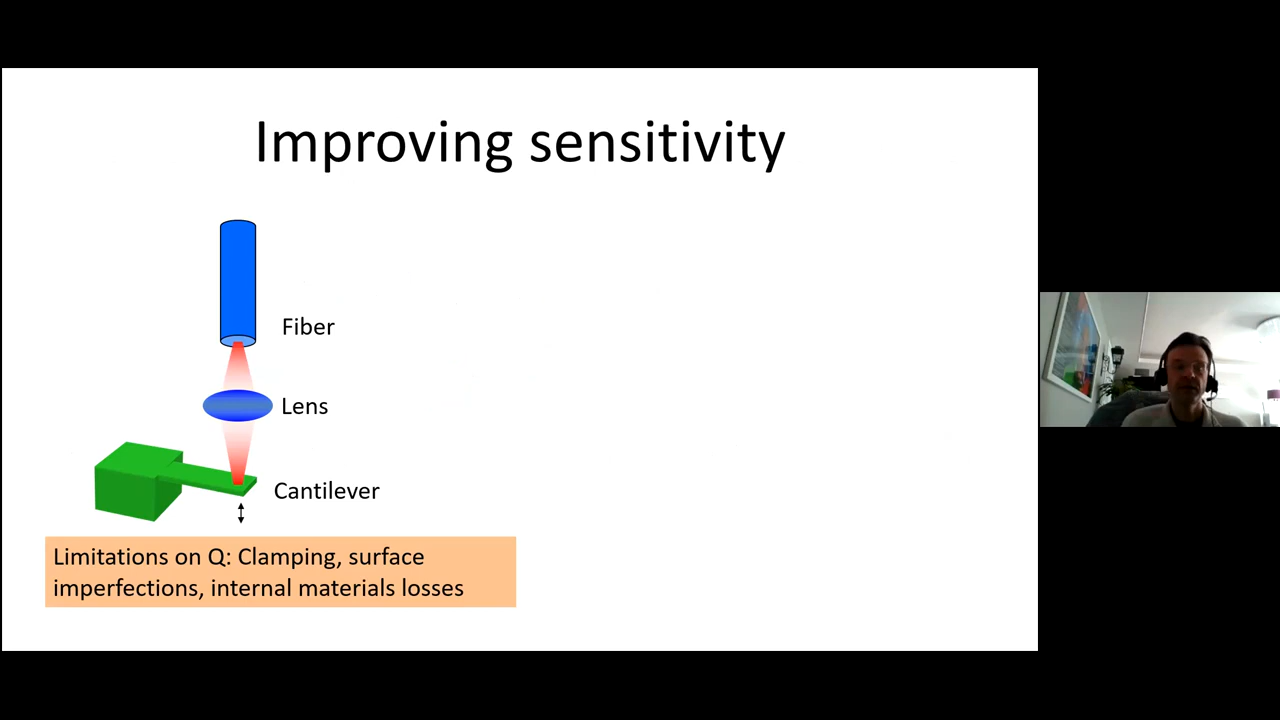 Improving sensitivity
Fiber
Lens
Cantilever
Limitations on Q: Clamping, surface
imperfections, internal materials losses